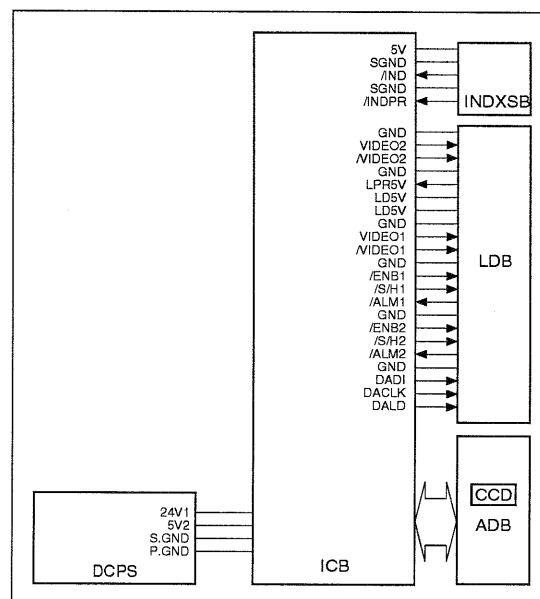 5V
SGND
/IND
SGND
/INDPR
INDXSB
GND
VIDEO2
/VIDEO2
GND
LPR5V
LD5V
LD5V
GND
VIDEO1
/VIDEO1
GND
/ENB1
/S/H1
/ALM1
GND
/ENB2
/S/H2
/ALM2
GND
DADI
DACLK
DALD
LDB
CCD
ADB
24V1
5V2
S.GND
P.GND
DCPS
ICB